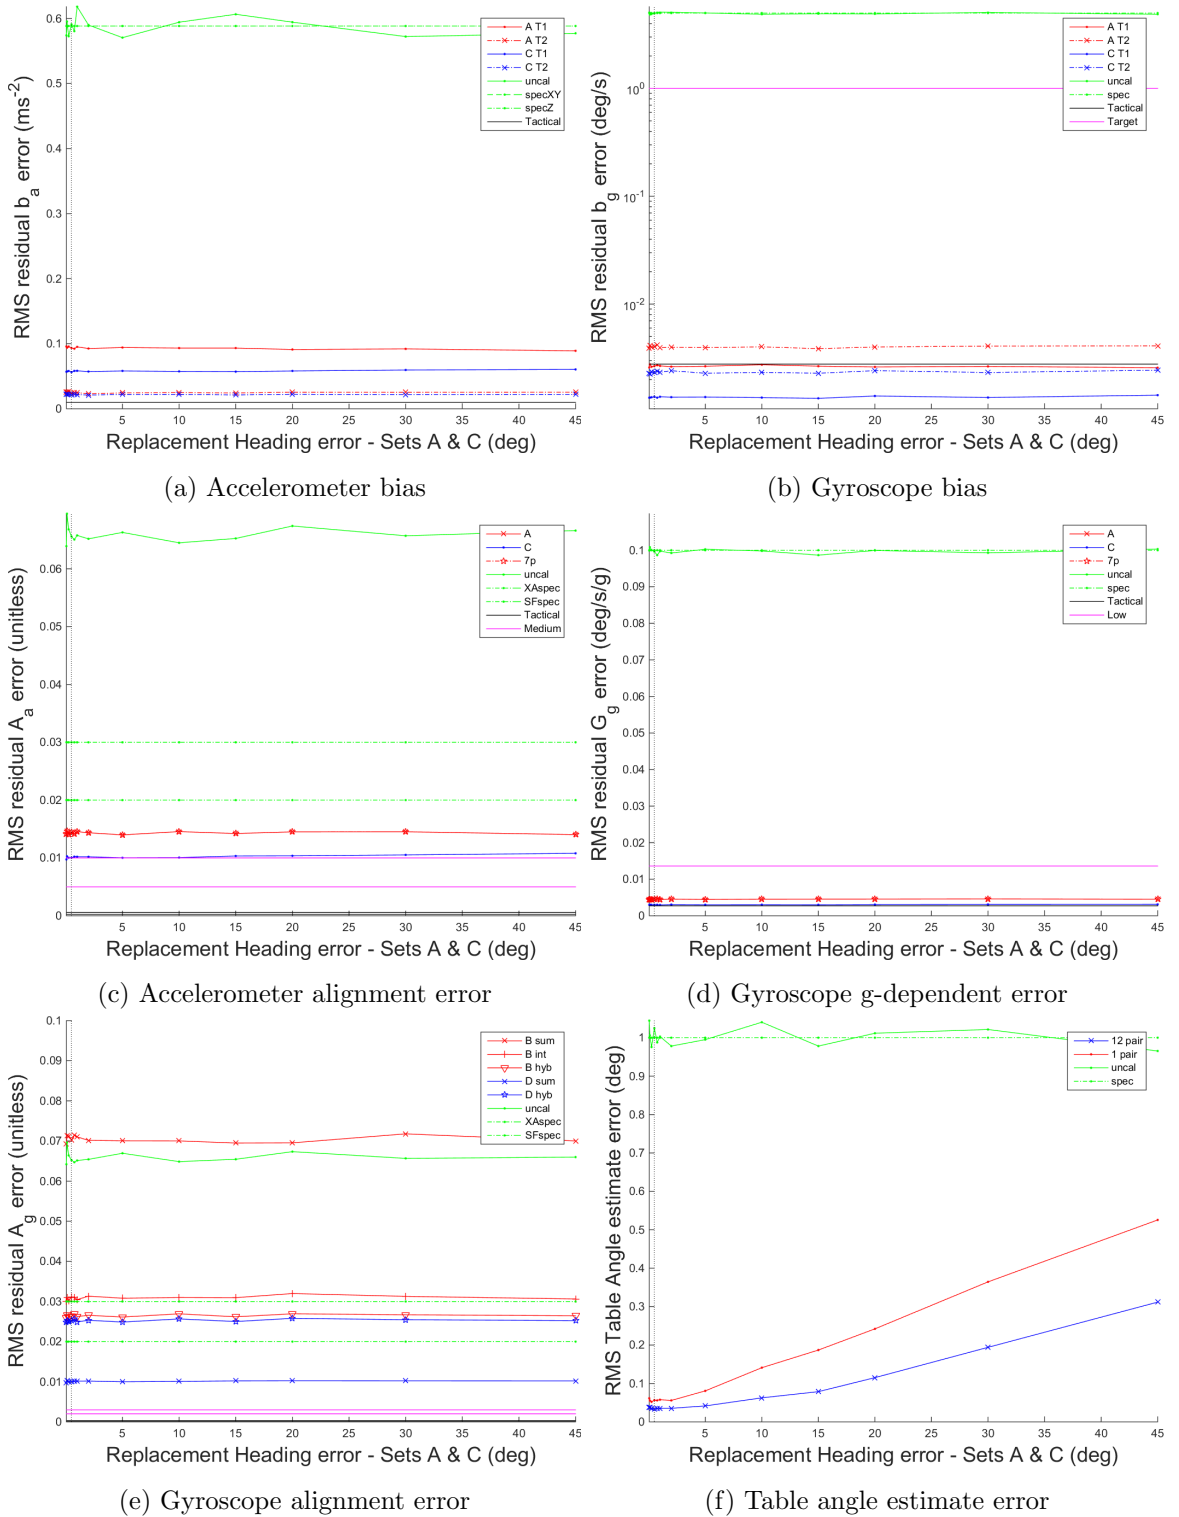 RMS residual b_a error (ms^-2)
0.6
0.5
0.4
0.3
0.2
0.1
0
5 10 15 20 25 30 35 40 45
Replacement Heading error - Sets A & C (deg)
A T1
A T2
C T1
C T2
uncal
specXY
specZ
Tactical
(a) Accelerometer bias
RMS residual b_g error (deg/s)
10^0
10^-1
10^-2
5 10 15 20 25 30 35 40 45
Replacement Heading error - Sets A & C (deg)
A T1
A T2
C T1
C T2
uncal
spec
Tactical
Target
(b) Gyroscope bias
RMS residual A_a error (unitless)
0.06
0.05
0.04
0.03
0.02
0.01
0
5 10 15 20 25 30 35 40 45
Replacement Heading error - Sets A & C (deg)
A
C
7p
uncal
XAspec
SFspec
Tactical
Medium
(c) Accelerometer alignment error
RMS residual G_g error (deg/s/g)
0.1
0.09
0.08
0.07
0.06
0.05
0.04
0.03
0.02
0.01
0
5 10 15 20 25 30 35 40 45
Replacement Heading error - Sets A & C (deg)
A
C
7p
uncal
spec
Tactical
Low
(d) Gyroscope g-dependent error
RMS residual A_g error (unitless)
0.1
0.09
0.08
0.07
0.06
0.05
0.04
0.03
0.02
0.01
0
5 10 15 20 25 30 35 40 45
Replacement Heading error - Sets A & C (deg)
B sum
B int
B hyb
D sum
D hyb
uncal
XAspec
SFspec
(e) Gyroscope alignment error
RMS Table Angle estimate error (deg)
1
0.9
0.8
0.7
0.6
0.5
0.4
0.3
0.2
0.1
0
5 10 15 20 25 30 35 40 45
Replacement Heading error - Sets A & C (deg)
12 pair
1 pair
uncal
spec
(f) Table angle estimate error